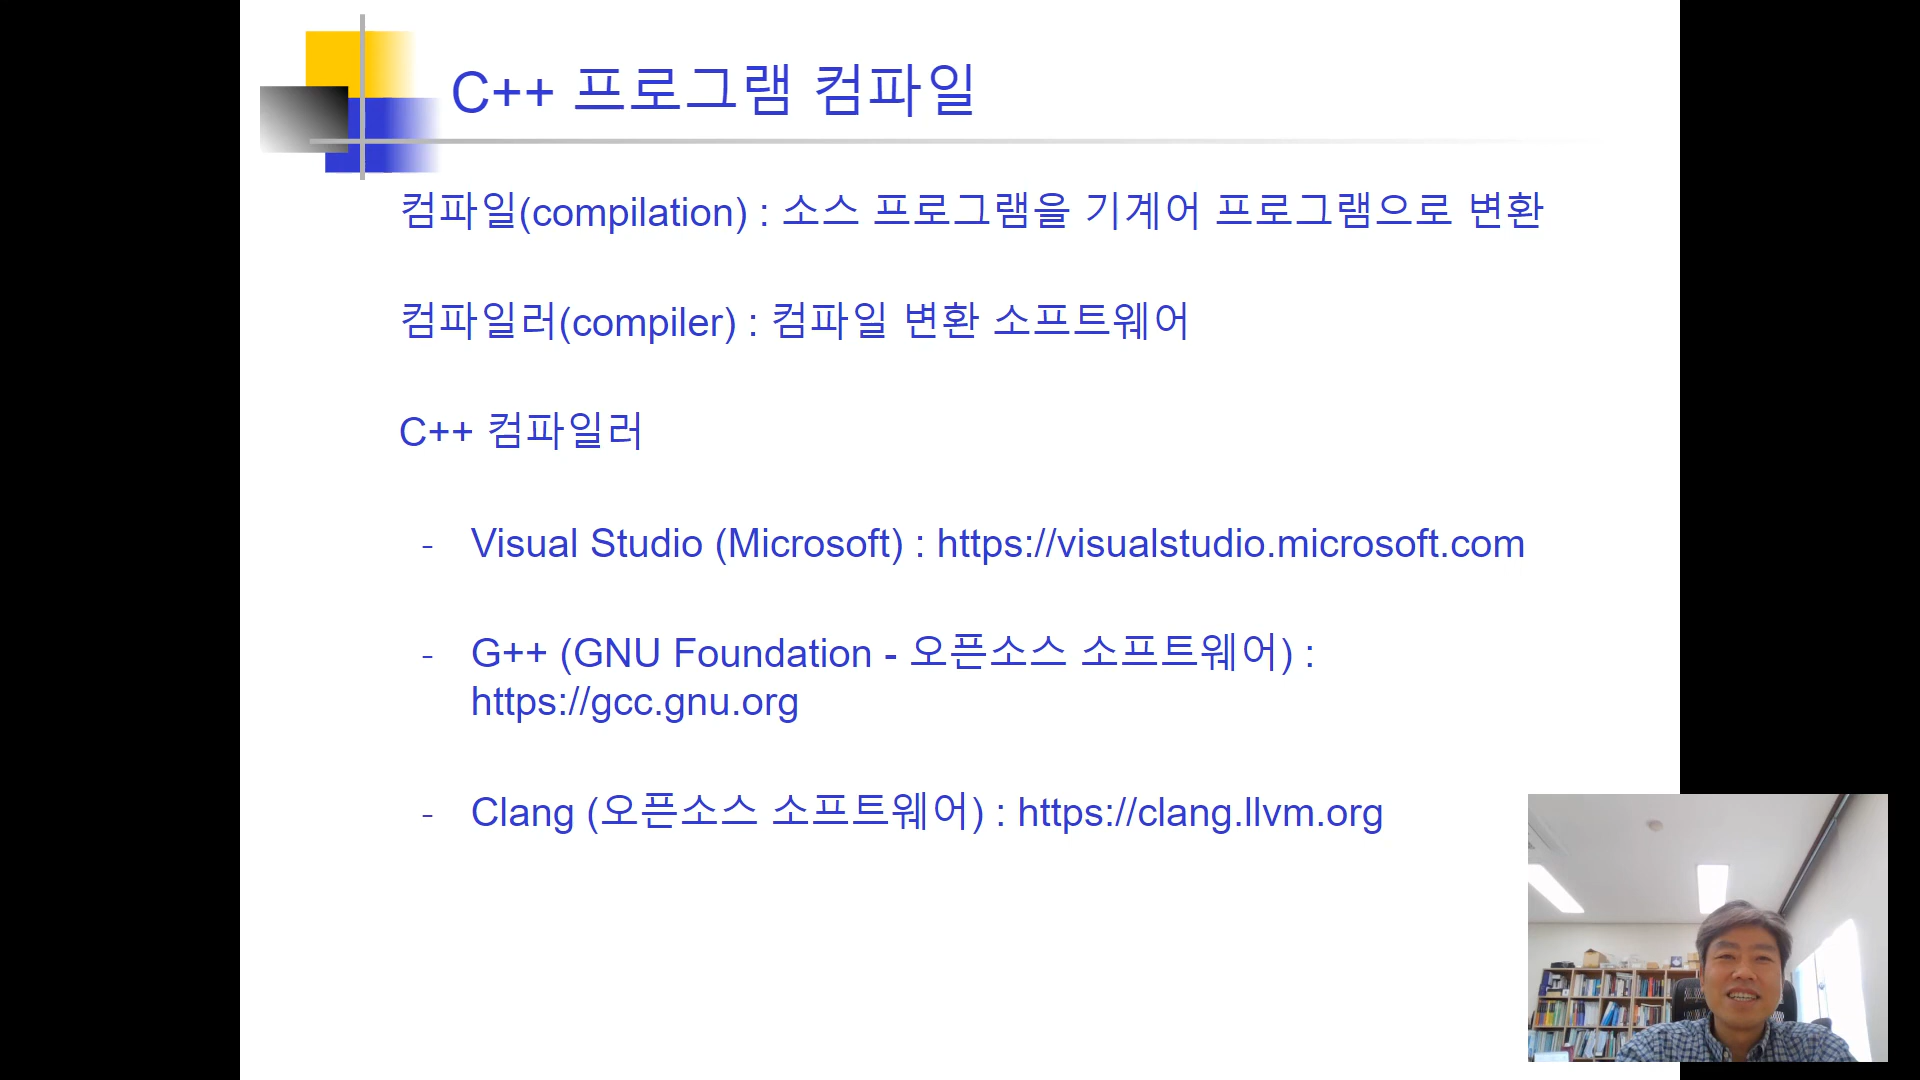 C++ 프로그램 컴파일
컴파일(compilation) : 소스 프로그램을 기계어 프로그램으로 변환
컴파일러(compiler) : 컴파일 변환 소프트웨어
C++ 컴파일러
- Visual Studio (Microsoft) : https://visualstudio.microsoft.com
- G++ (GNU Foundation - 오픈소스 소프트웨어) :
https://gcc.gnu.org
- Clang (오픈소스 소프트웨어) : https://clang.llvm.org